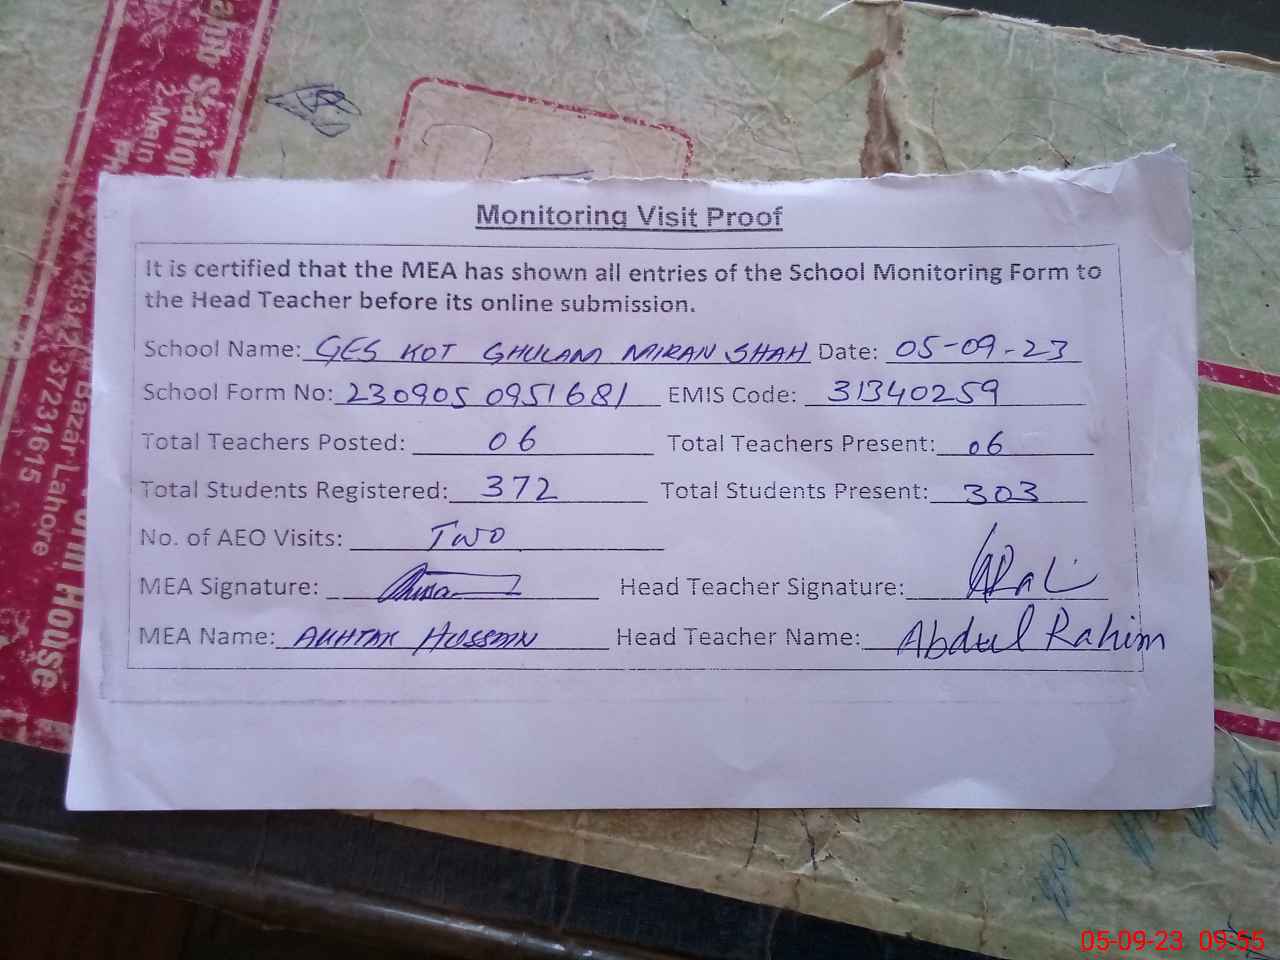 Monitoring Visit Proof
It is certified that the MEA has shown all entries of the School Monitoring Form to
the Head Teacher before its online submission.
School Name: GES KOT GHULAM MIRAN SHAH Date: 05-09-23
School Form No: 230905 0951681 EMIS Code: 31340259
Total Teachers Posted: 06 Total Teachers Present: 06
Total Students Registered: 372 Total Students Present: 303
No. of AEO Visits: Two
MEA Signature: Head Teacher Signature:
MEA Name: AKHTAR HUSSAIN Head Teacher Name: Abdul Rahim
2-Main
Bazar Lahore
37231615
House
05-09-23 09:55